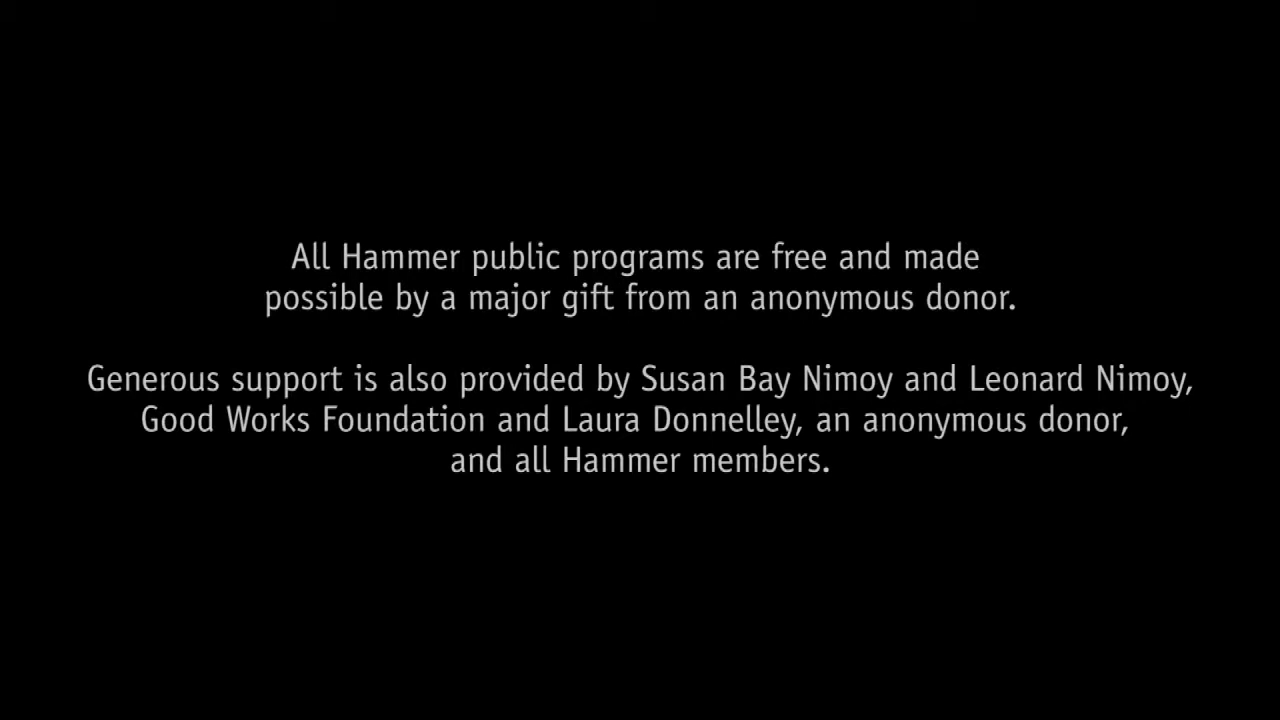 All Hammer public programs are free and made
possible by a major gift from an anonymous donor.
Generous support is also provided by Susan Bay Nimoy and Leonard Nimoy,
Good Works Foundation and Laura Donnelley, an anonymous donor,
and all Hammer members.